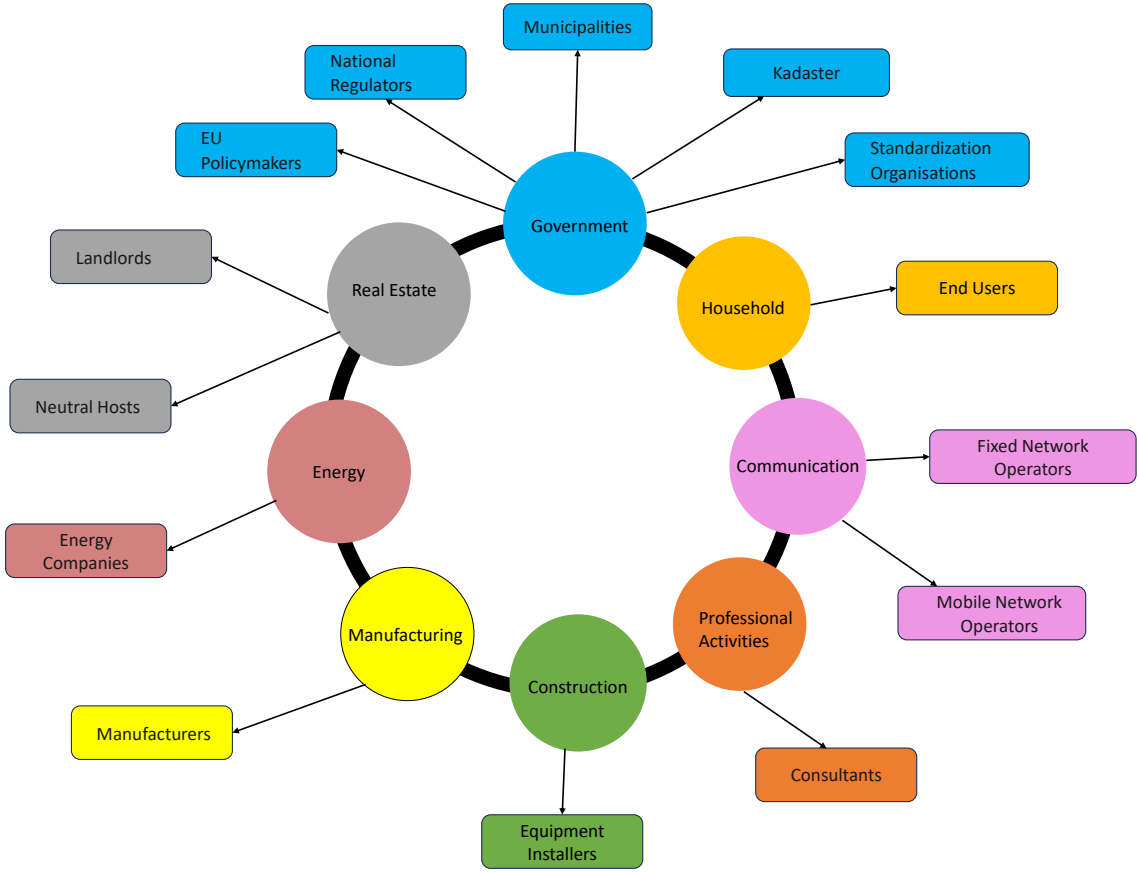 Municipalities
National
Regulators
Kadaster
EU
Policymakers
Standardization
Organisations
Government
Landlords
Real Estate
Household
End Users
Neutral Hosts
Energy
Communication
Fixed Network
Operators
Energy
Companies
Mobile Network
Operators
Manufacturing
Professional
Activities
Construction
Manufacturers
Consultants
Equipment
Installers